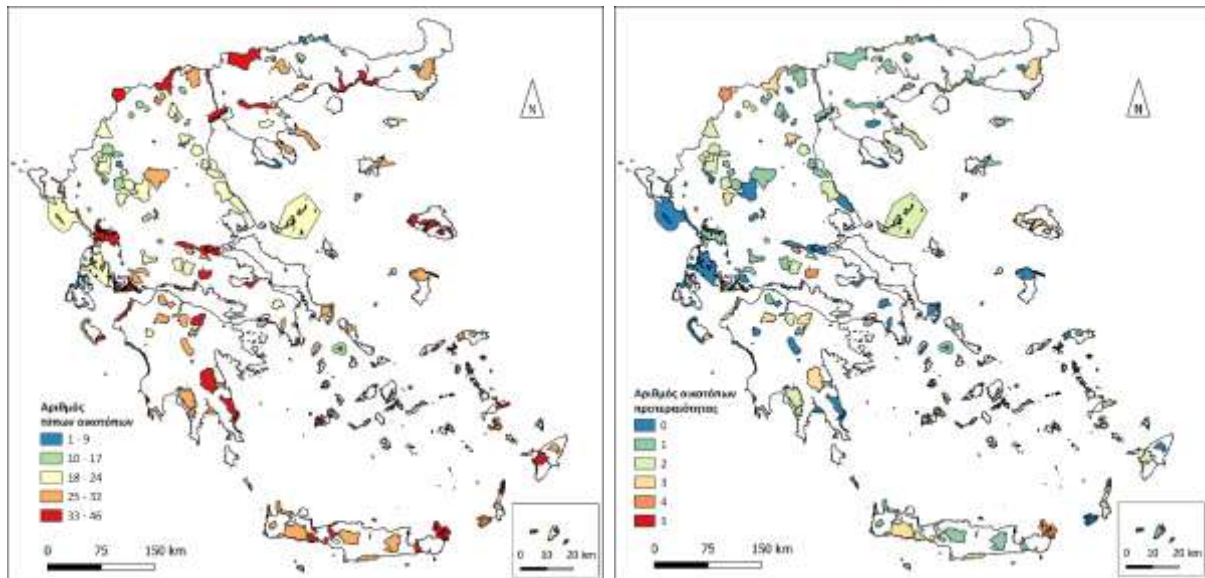 N
Αριθμός
τύπων οικοτόπων
1 - 9
10 - 17
18 - 24
25 - 32
33 - 46
0 75 150 km
0 10 20 km
N
Αριθμός οικοτόπων
προτεραιότητας
0
1
2
3
4
5
0 75 150 km
0 10 20 km